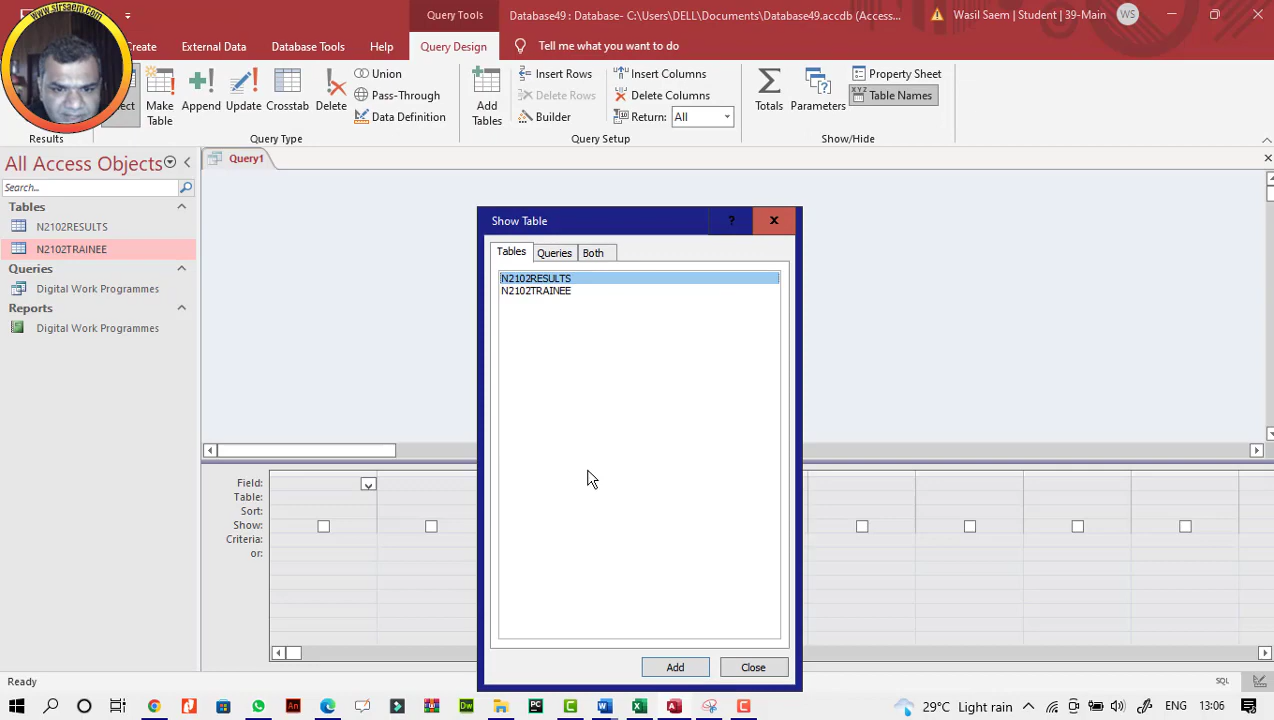 www.sirsaem.com
Query Tools
Database49 : Database- C:\Users\DELL\Documents\Database49.accdb (Access...
Wasil Saem | Student | 39-Main
WS
Create
External Data
Database Tools
Help
Query Design
Tell me what you want to do
Make Table
Append
Update
Crosstab
Delete
Union
Pass-Through
Data Definition
Add Tables
Insert Rows
Delete Rows
Builder
Insert Columns
Delete Columns
Return: All
Totals
Parameters
Property Sheet
XYZ Table Names
Results
Query Type
Query Setup
Show/Hide
All Access Objects
Search...
Tables
N2102RESULTS
N2102TRAINEE
Queries
Digital Work Programmes
Reports
Digital Work Programmes
Query1
Show Table
?
Tables
Queries
Both
N2102RESULTS
N2102TRAINEE
Add
Close
Field:
Table:
Sort:
Show:
Criteria:
or:
Ready
SQL
An
Dw
PC
29°C Light rain
ENG
13:06